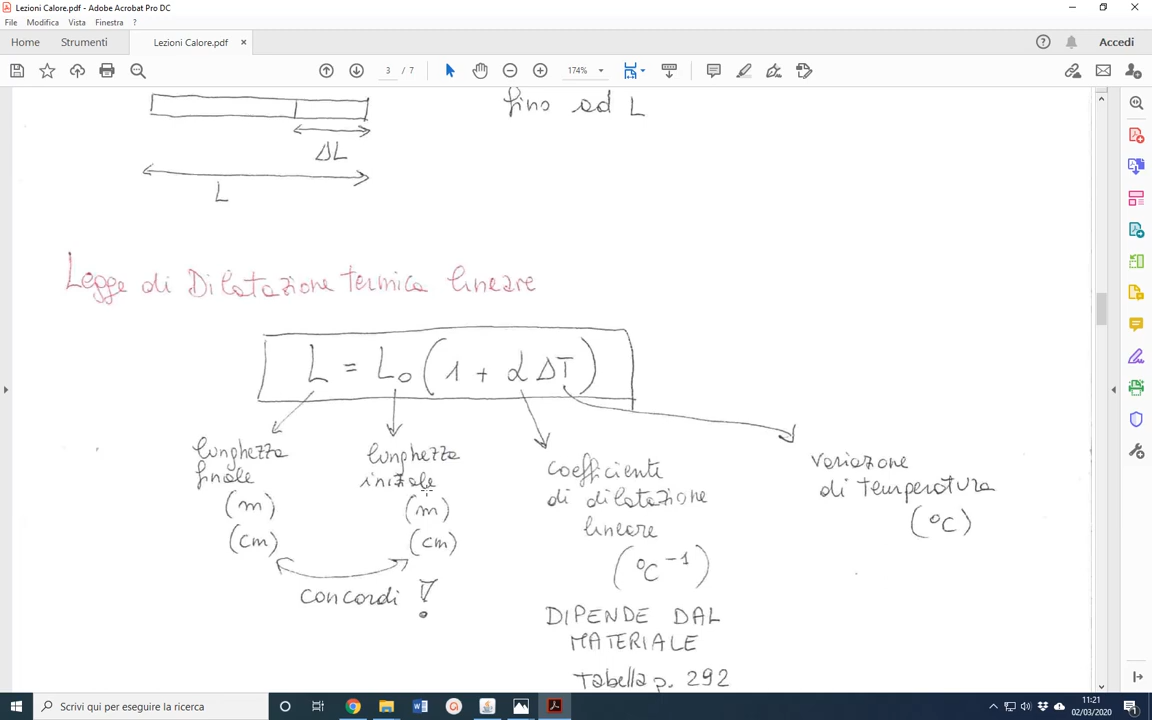 Lezioni Calore.pdf - Adobe Acrobat Pro DC
File Modifica Vista Finestra ?
Home Strumenti Lezioni Calore.pdf × Accedi
3 / 7 174%
fino ad L
ΔL
L
Legge di Dilatazione termica lineare
L = L₀ (1 + α ΔT)
lunghezza finale
(m)
(cm)
lunghezza iniziale
(m)
(cm)
concordi !
coefficiente
di dilatazione
lineare
(°C⁻¹)
DIPENDE DAL
MATERIALE
Tabella p. 292
variazione
di temperatura
(°C)
Scrivi qui per eseguire la ricerca
11:21
02/03/2020